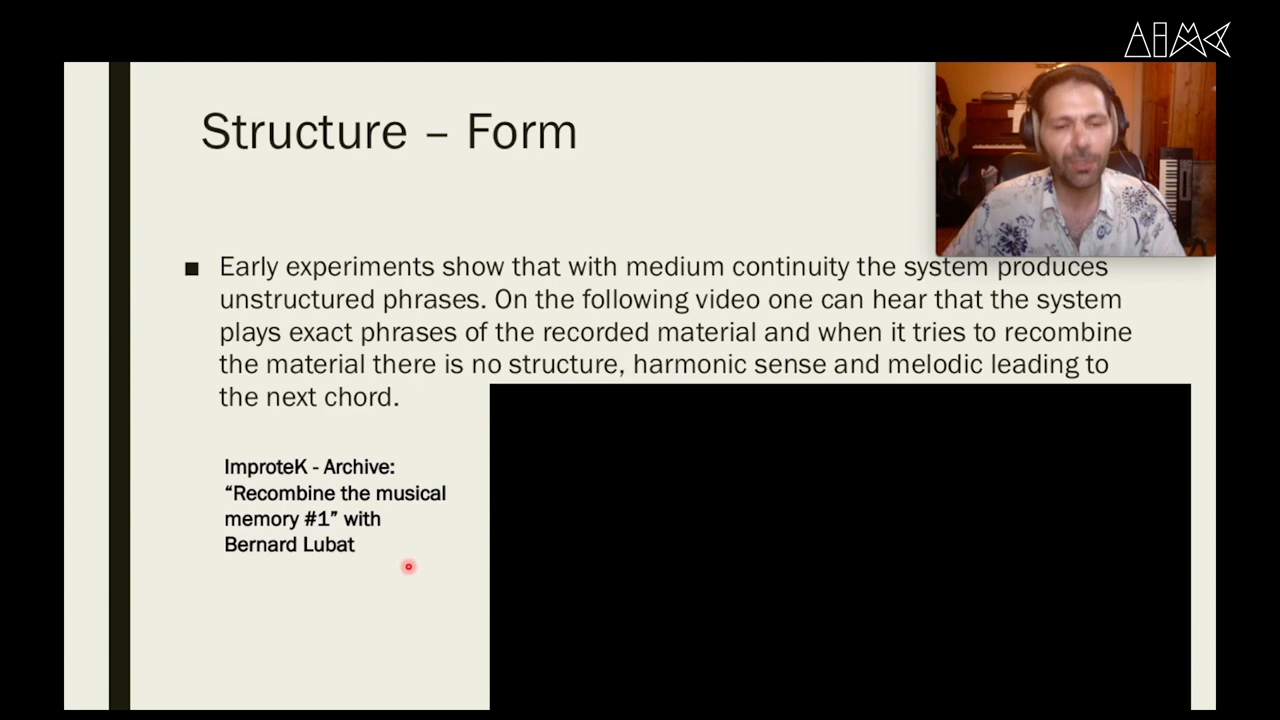 AIMC
Structure – Form
■ Early experiments show that with medium continuity the system produces
unstructured phrases. On the following video one can hear that the system
plays exact phrases of the recorded material and when it tries to recombine
the material there is no structure, harmonic sense and melodic leading to
the next chord.
ImproteK - Archive:
“Recombine the musical
memory #1” with
Bernard Lubat